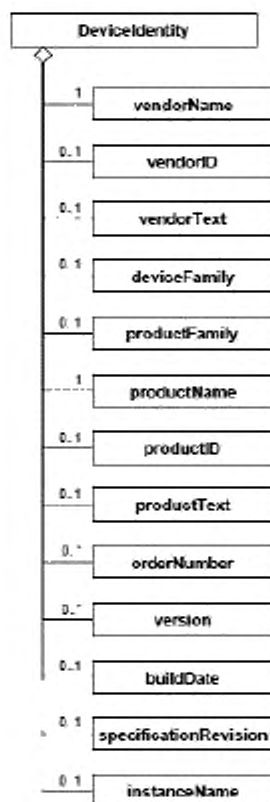 DeviceIdentity
1
vendorName
0..1
vendorID
0..1
vendorText
0..1
deviceFamily
0..1
productFamily
1
productName
0..1
productID
0..1
productText
0..*
orderNumber
0..*
version
0..1
buildDate
0..1
specificationRevision
0..1
instanceName